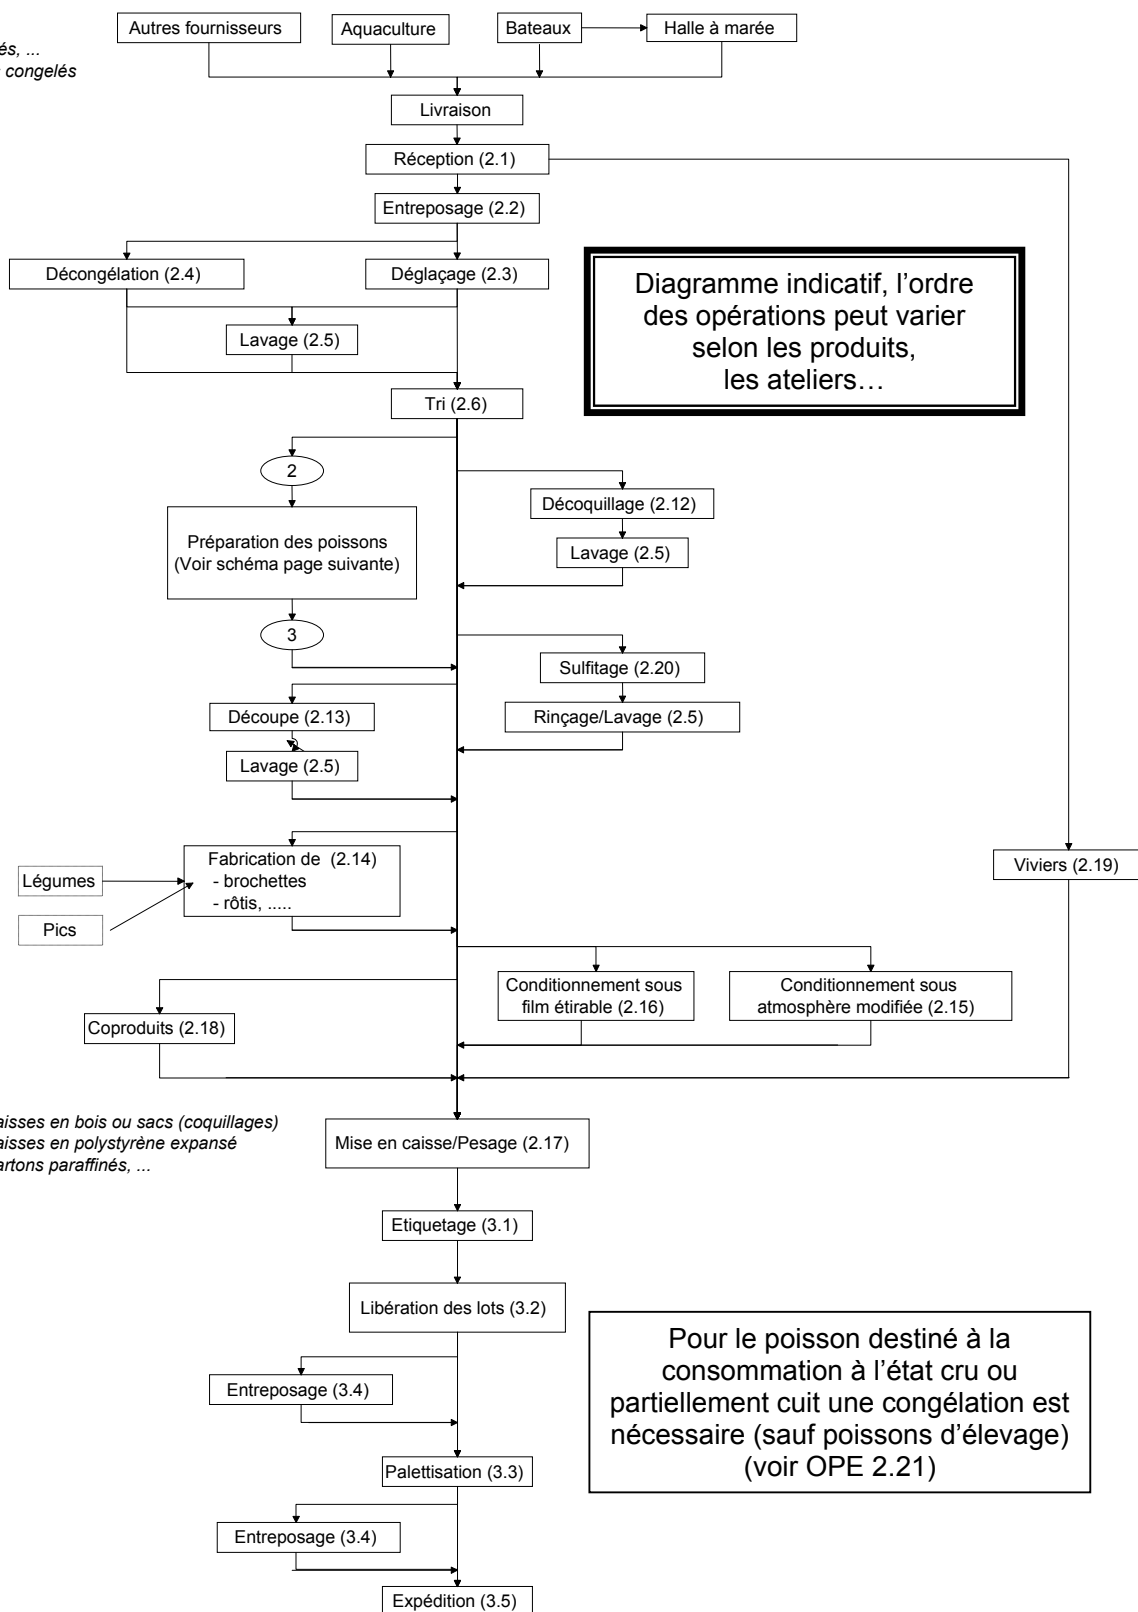 Autres fournisseurs
Aquaculture
Bateaux
Halle à marée
és, ...
congelés
Livraison
Réception (2.1)
Entreposage (2.2)
Décongélation (2.4)
Déglaçage (2.3)
Diagramme indicatif, l’ordre
des opérations peut varier
selon les produits,
les ateliers…
Lavage (2.5)
Tri (2.6)
2
Décoquillage (2.12)
Préparation des poissons
(Voir schéma page suivante)
Lavage (2.5)
3
Sulfitage (2.20)
Découpe (2.13)
Rinçage/Lavage (2.5)
Lavage (2.5)
Fabrication de (2.14)
- brochettes
- rôtis, .....
Légumes
Pics
Viviers (2.19)
Conditionnement sous
film étirable (2.16)
Conditionnement sous
atmosphère modifiée (2.15)
Coproduits (2.18)
aisses en bois ou sacs (coquillages)
aisses en polystyrène expansé
artons paraffinés, ...
Mise en caisse/Pesage (2.17)
Etiquetage (3.1)
Libération des lots (3.2)
Pour le poisson destiné à la
consommation à l’état cru ou
partiellement cuit une congélation est
nécessaire (sauf poissons d’élevage)
(voir OPE 2.21)
Entreposage (3.4)
Palettisation (3.3)
Entreposage (3.4)
Expédition (3.5)